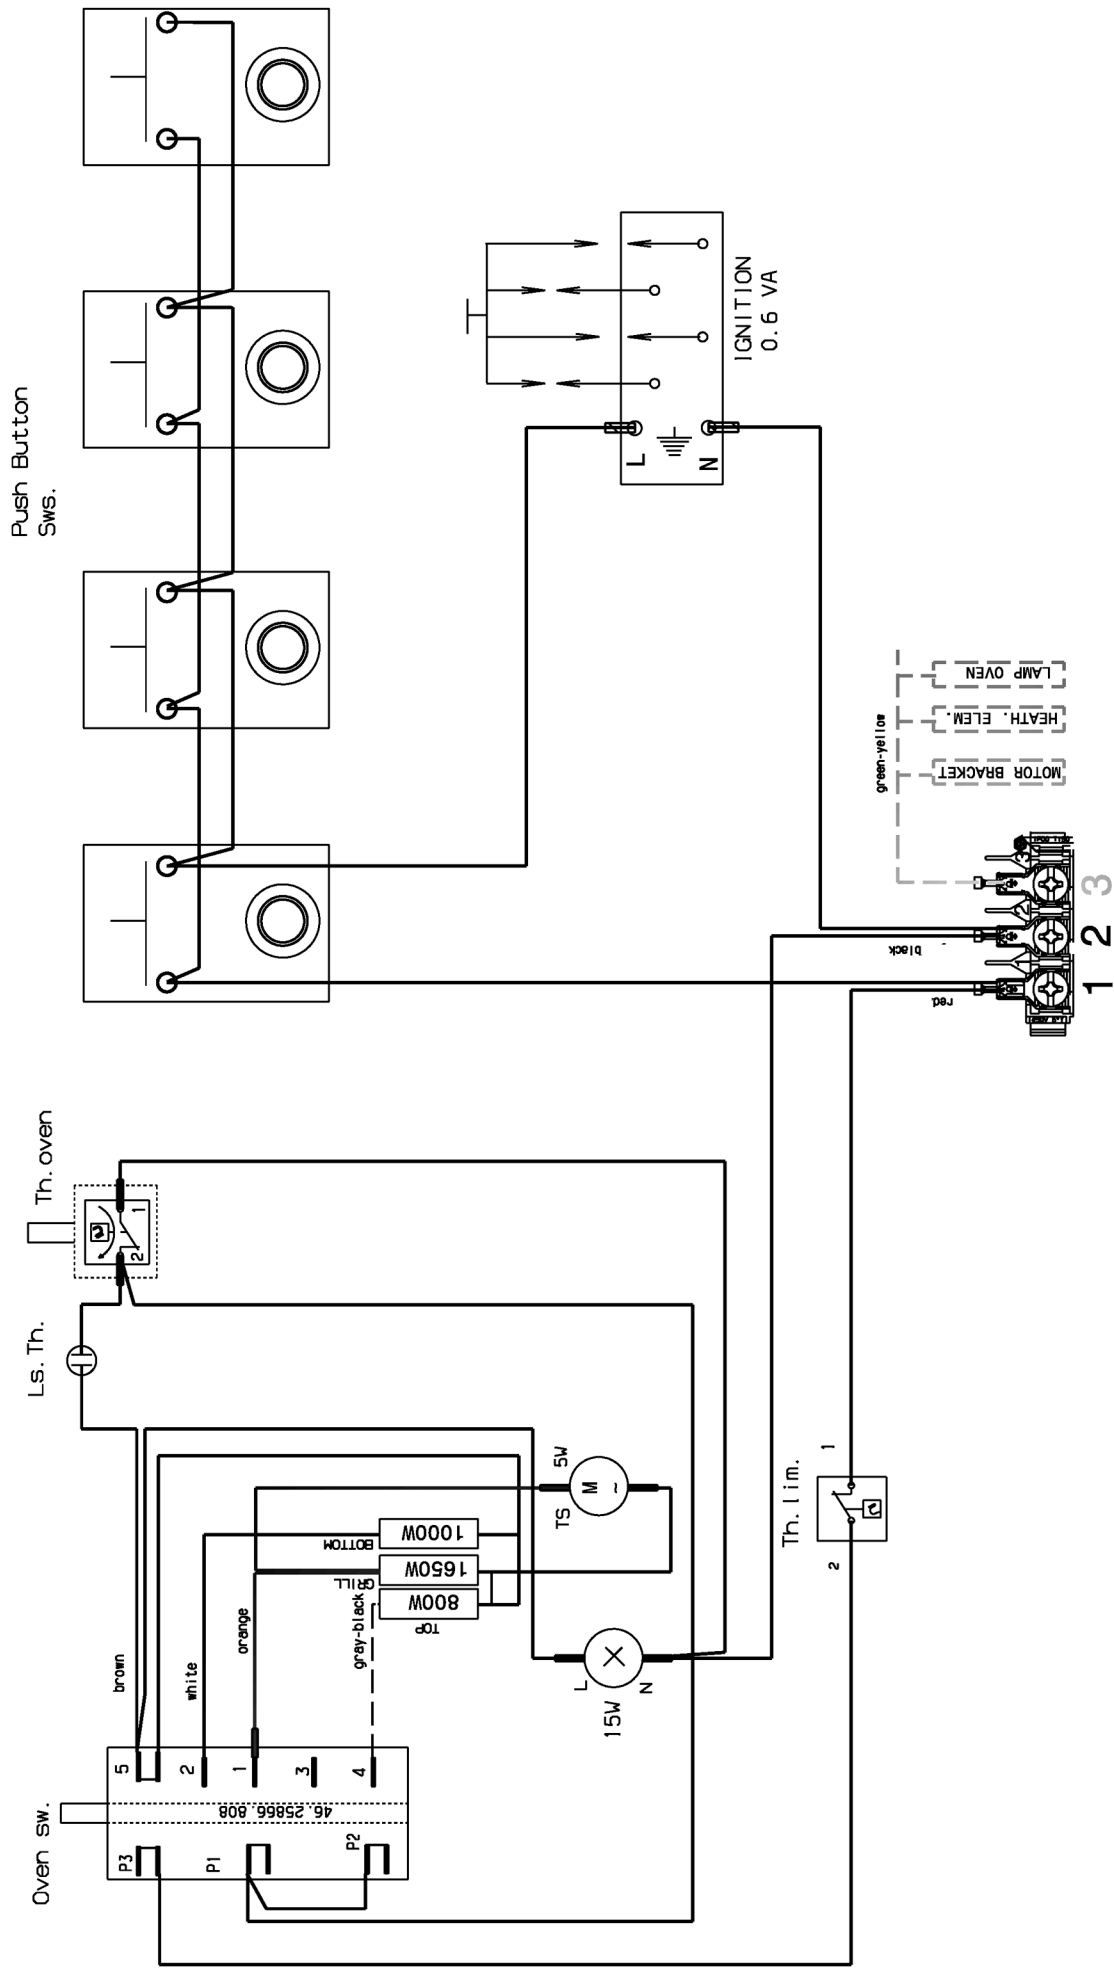 Push Button
Sws.
IGNITION
0.6 VA
L
N
green-yellow
LAMP OVEN
HEATH. ELEM.
MOTOR BRACKET
3
2
1
3
2
1
black
red
Th. oven
1
2
Ls. Th.
5W
TS
M
~
1000W
BOTTOM
1650W
GRILL
800W
TOP
Th. lim.
1
2
15W
L
N
brown
white
orange
gray-black
Oven sw.
5
2
1
3
4
46.25866.808
P3
P1
P2